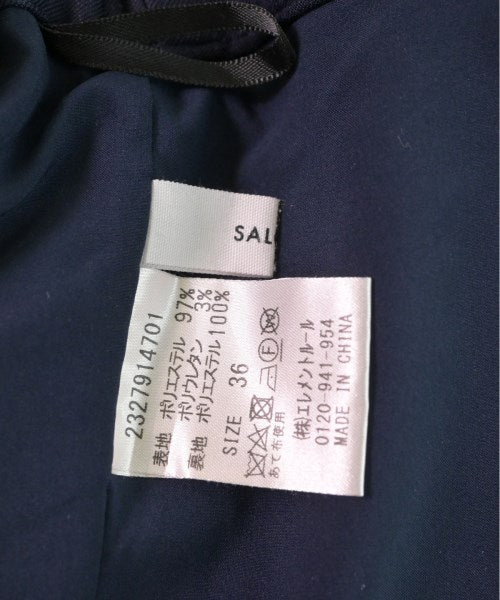 SAL
2327914701
表地 ポリエステル 97%
ポリウレタン 3%
裏地 ポリエステル 100%
SIZE 36
あて布使用
(株)エレメントルール
0120-941-954
MADE IN CHINA